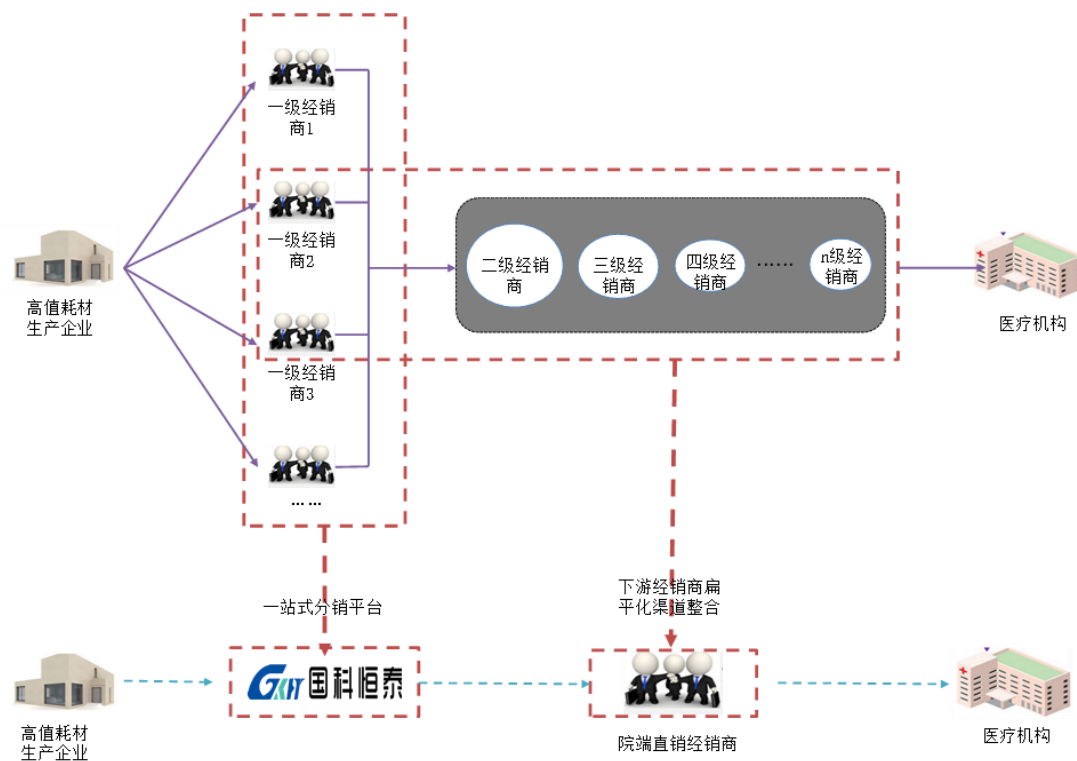 一级经销
商1
一级经销
商2
二级经销
商
三级经
销商
四级经
销商
……
n级经
销商
高值耗材
生产企业
医疗机构
一级经销
商3
……
一站式分销平台
下游经销商扁
平化渠道整合
GKHT 国科恒泰
高值耗材
生产企业
院端直销经销商
医疗机构